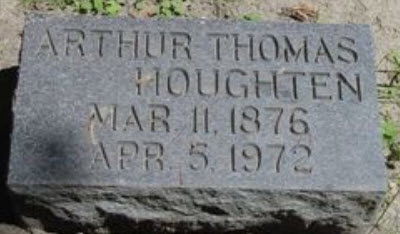 ARTHUR THOMAS
HOUGHTEN
MAR. 11. 1876
APR. 5. 1972